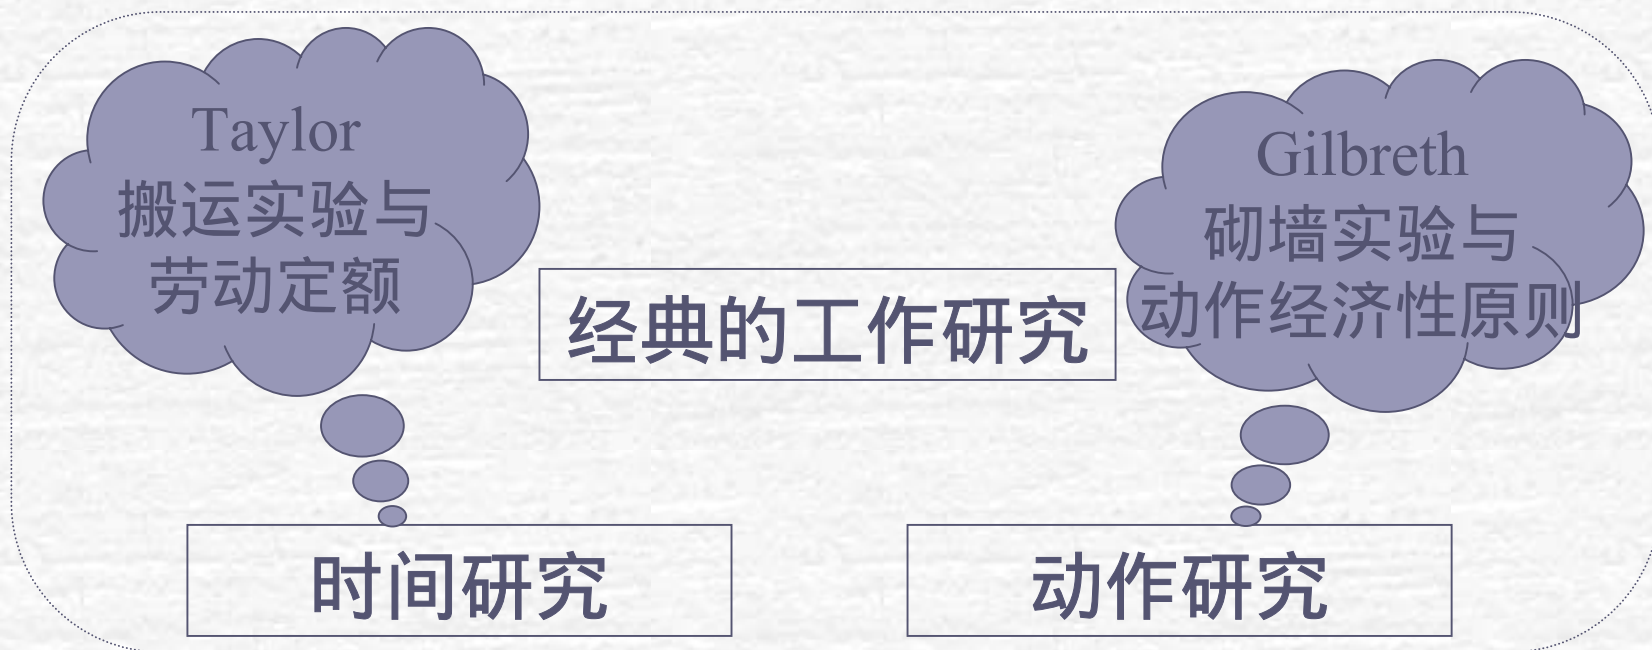 Taylor
搬运实验与
劳动定额
Gilbreth
砌墙实验与
动作经济性原则
经典的工作研究
时间研究
动作研究